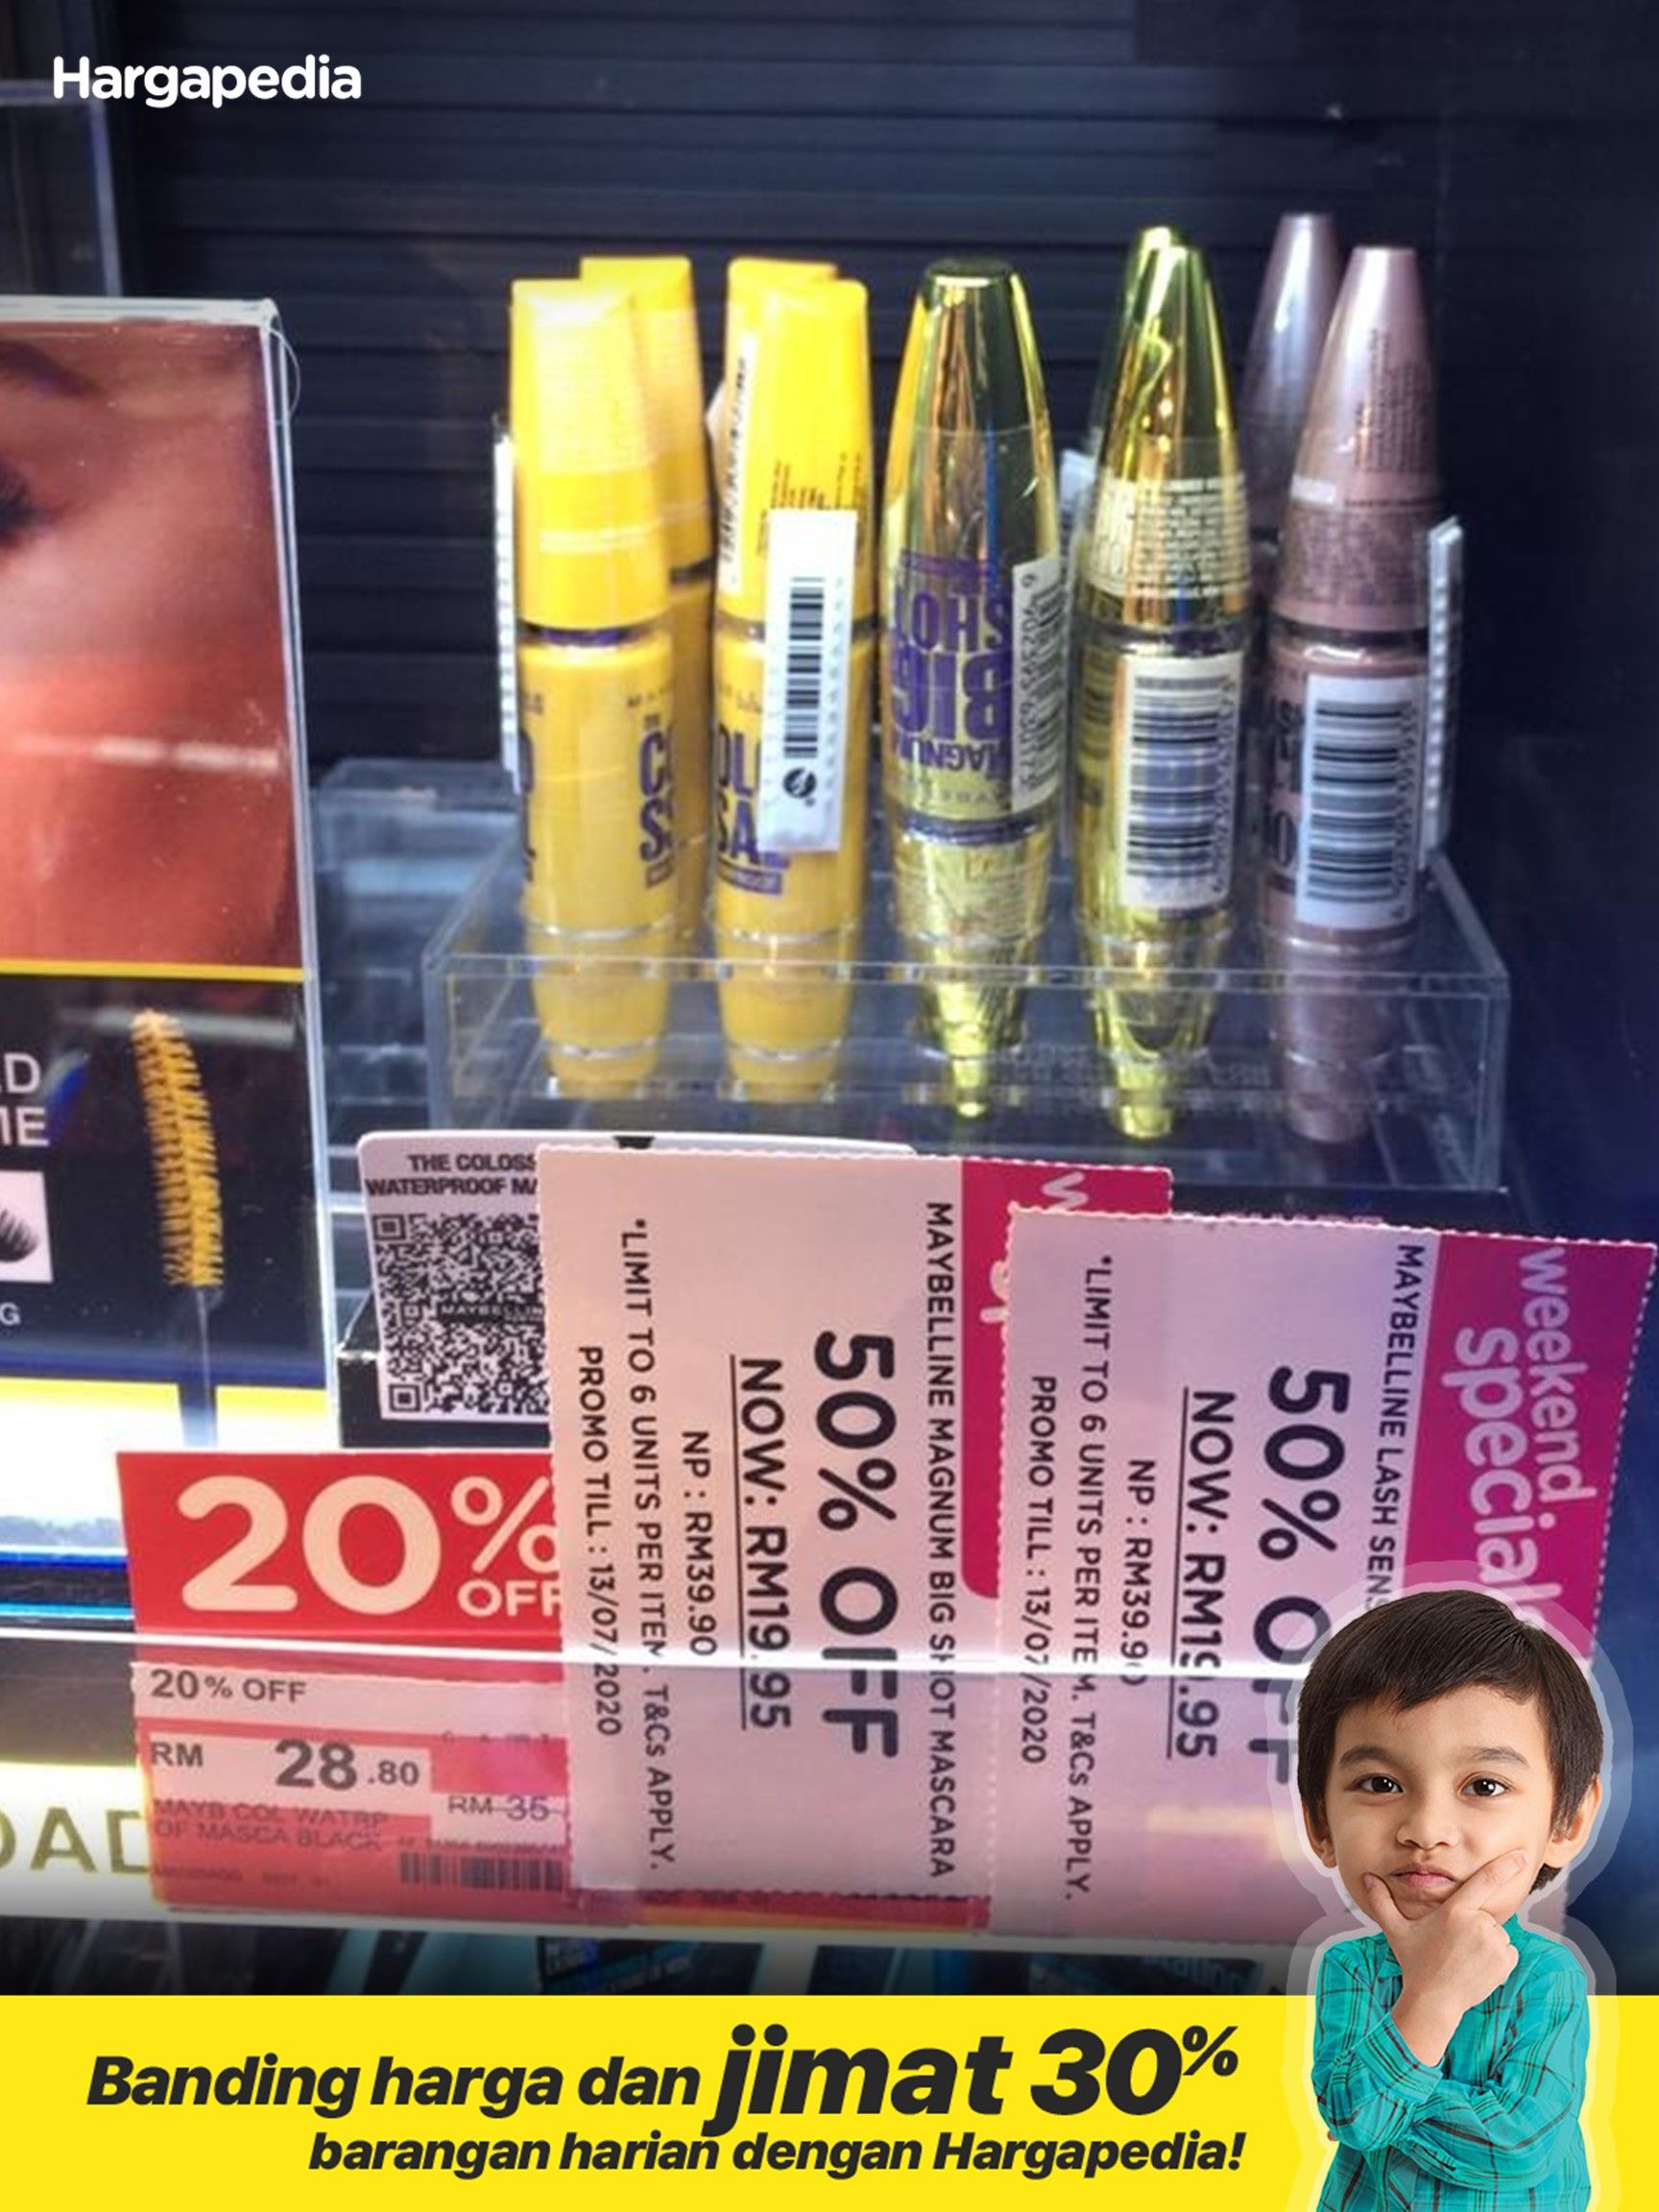 Hargapedia
SHOT
BIG
MAGNUM
THE COLOSS
WATERPROOF MA
MAYBELLIN
weekend
special
MAYBELLINE MAGNUM BIG SHOT MASCARA
50% OFF
NOW: RM19.95
NP : RM39.90
*LIMIT TO 6 UNITS PER ITEM. T&Cs APPLY.
PROMO TILL : 13/07/2020
MAYBELLINE LASH SENS
50% OFF
NOW: RM19.95
NP : RM39.90
*LIMIT TO 6 UNITS PER ITEM. T&Cs APPLY.
PROMO TILL : 13/07/2020
20% OFF
20% OFF
RM 28.80
RM 35
MAYB COL WATRP
OF MASCA BLACK
OAD
Banding harga dan jimat 30%
barangan harian dengan Hargapedia!